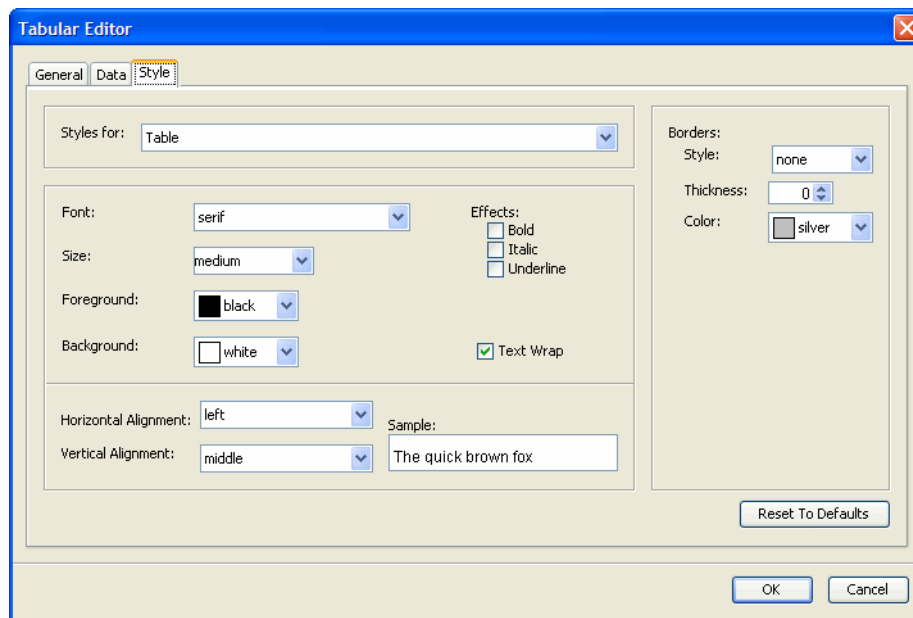 Tabular Editor
General Data Style
Styles for: Table
Font: serif
Size: medium
Foreground: black
Background: white
Effects:
Bold
Italic
Underline
Text Wrap
Horizontal Alignment: left
Vertical Alignment: middle
Sample:
The quick brown fox
Borders:
Style: none
Thickness: 0
Color: silver
Reset To Defaults
OK Cancel